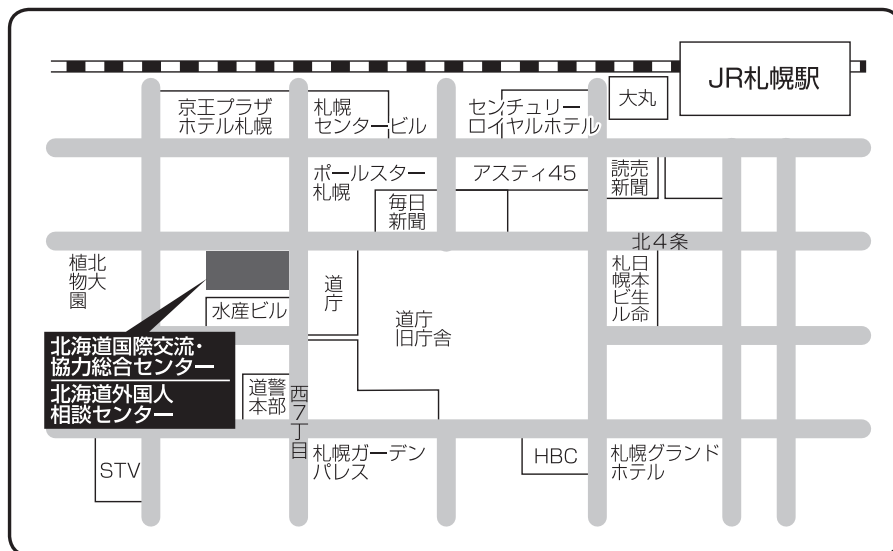 JR札幌駅
大丸
京王プラザ
ホテル札幌
札幌
センタービル
センチュリー
ロイヤルホテル
ポールスター
札幌
アスティ45
読売
新聞
毎日
新聞
北4条
北大
植物園
道庁
道庁
旧庁舎
日本生命
札幌ビル
水産ビル
北海道国際交流・
協力総合センター
北海道外国人
相談センター
道警
本部
西7丁目
札幌ガーデン
パレス
STV
HBC
札幌グランド
ホテル